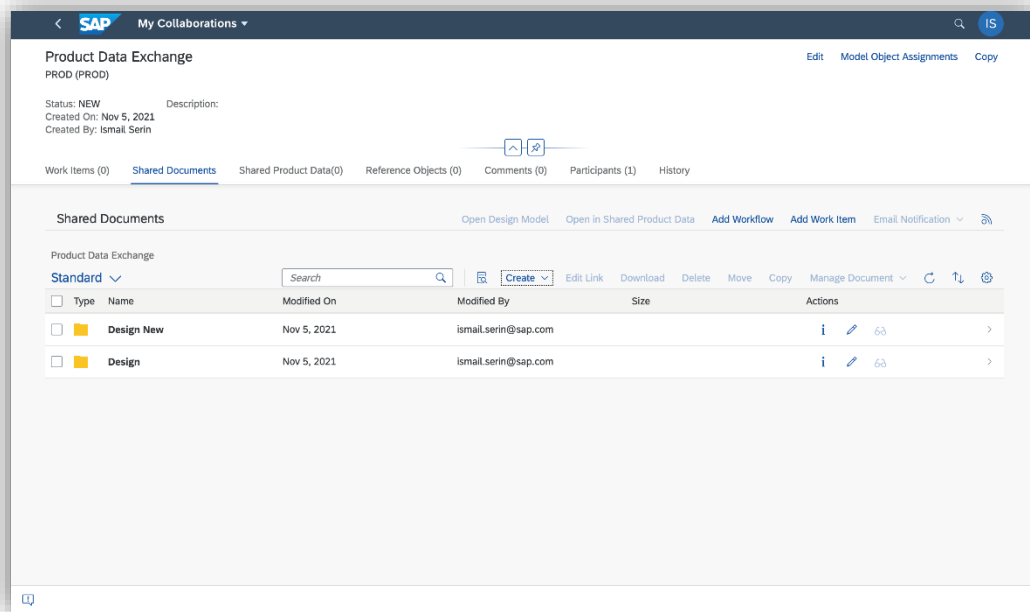 SAP My Collaborations IS
Product Data Exchange Edit Model Object Assignments Copy
PROD (PROD)
Status: NEW Description:
Created On: Nov 5, 2021
Created By: Ismail Serin
Work Items (0) Shared Documents Shared Product Data(0) Reference Objects (0) Comments (0) Participants (1) History
Shared Documents Open Design Model Open in Shared Product Data Add Workflow Add Work Item Email Notification
Product Data Exchange
Standard Search Create Edit Link Download Delete Move Copy Manage Document
Type Name Modified On Modified By Size Actions
Design New Nov 5, 2021 ismail.serin@sap.com
Design Nov 5, 2021 ismail.serin@sap.com